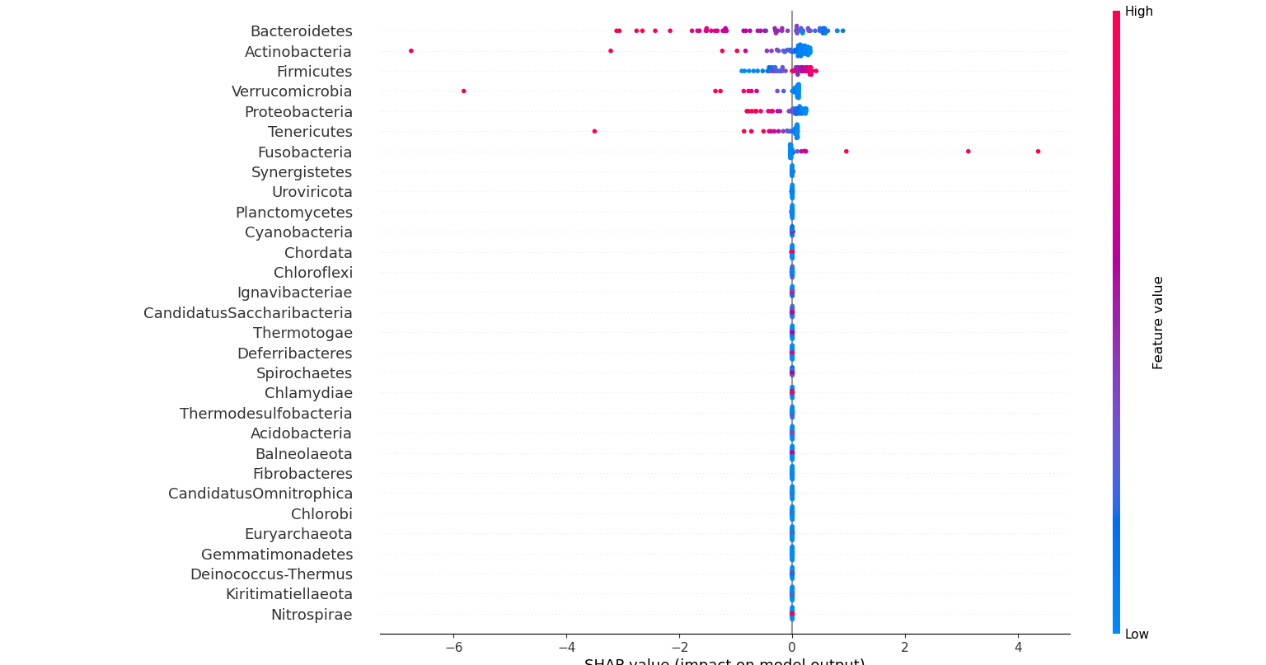 High
Bacteroidetes
Actinobacteria
Firmicutes
Verrucomicrobia
Proteobacteria
Tenericutes
Fusobacteria
Synergistetes
Uroviricota
Planctomycetes
Cyanobacteria
Chordata
Chloroflexi
Ignavibacteriae
CandidatusSaccharibacteria
Thermotogae
Deferribacteres
Spirochaetes
Chlamydiae
Thermodesulfobacteria
Acidobacteria
Balneolaeota
Fibrobacteres
CandidatusOmnitrophica
Chlorobi
Euryarchaeota
Gemmatimonadetes
Deinococcus-Thermus
Kiritimatiellaeota
Nitrospirae
Feature value
Low
−6 −4 −2 0 2 4
SHAP value (impact on model output)